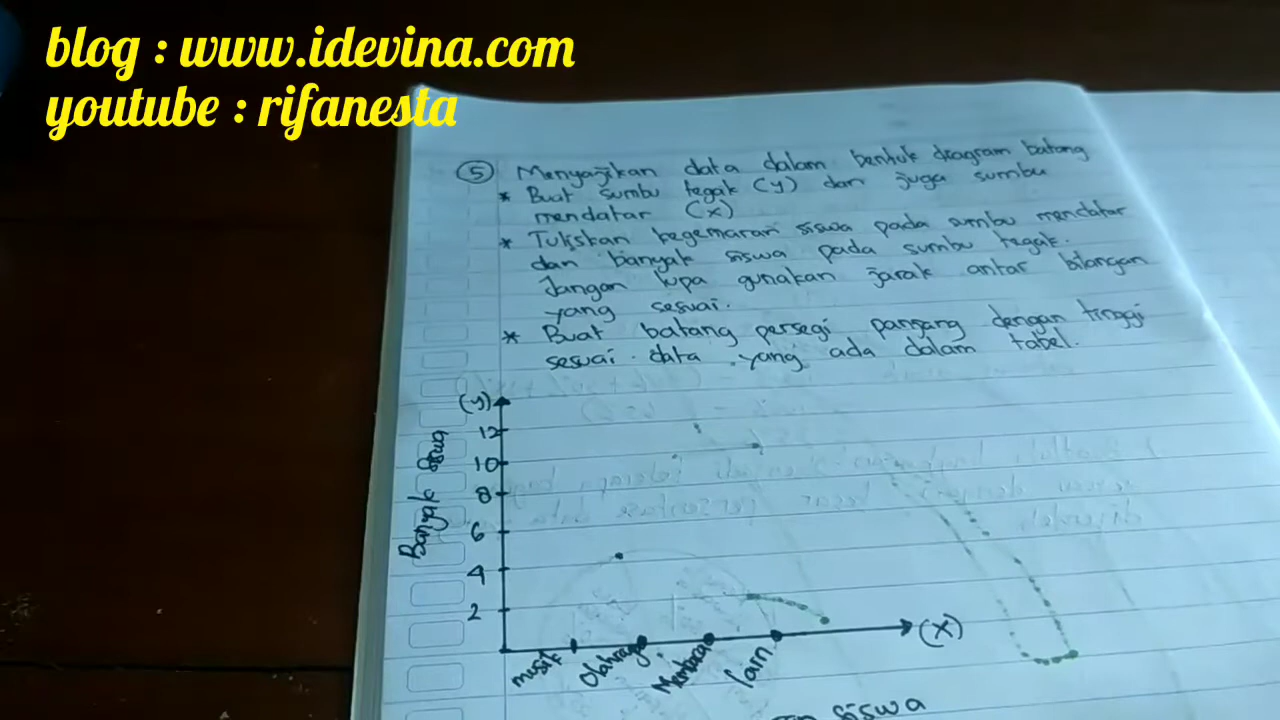 blog : www.idevina.com
youtube : rifanesta
5 Menyajikan data dalam bentuk diagram batang
* Buat sumbu tegak (y) dan juga sumbu
mendatar (x)
* Tuliskan kegemaran siswa pada sumbu mendatar
dan banyak siswa pada sumbu tegak.
Jangan lupa gunakan jarak antar bilangan
yang sesuai.
* Buat batang persegi panjang dengan tinggi
sesuai data yang ada dalam tabel.
(y)
12
10
8
6
4
2
Banyak siswa
(x)
musik Olahraga Membaca lain
siswa